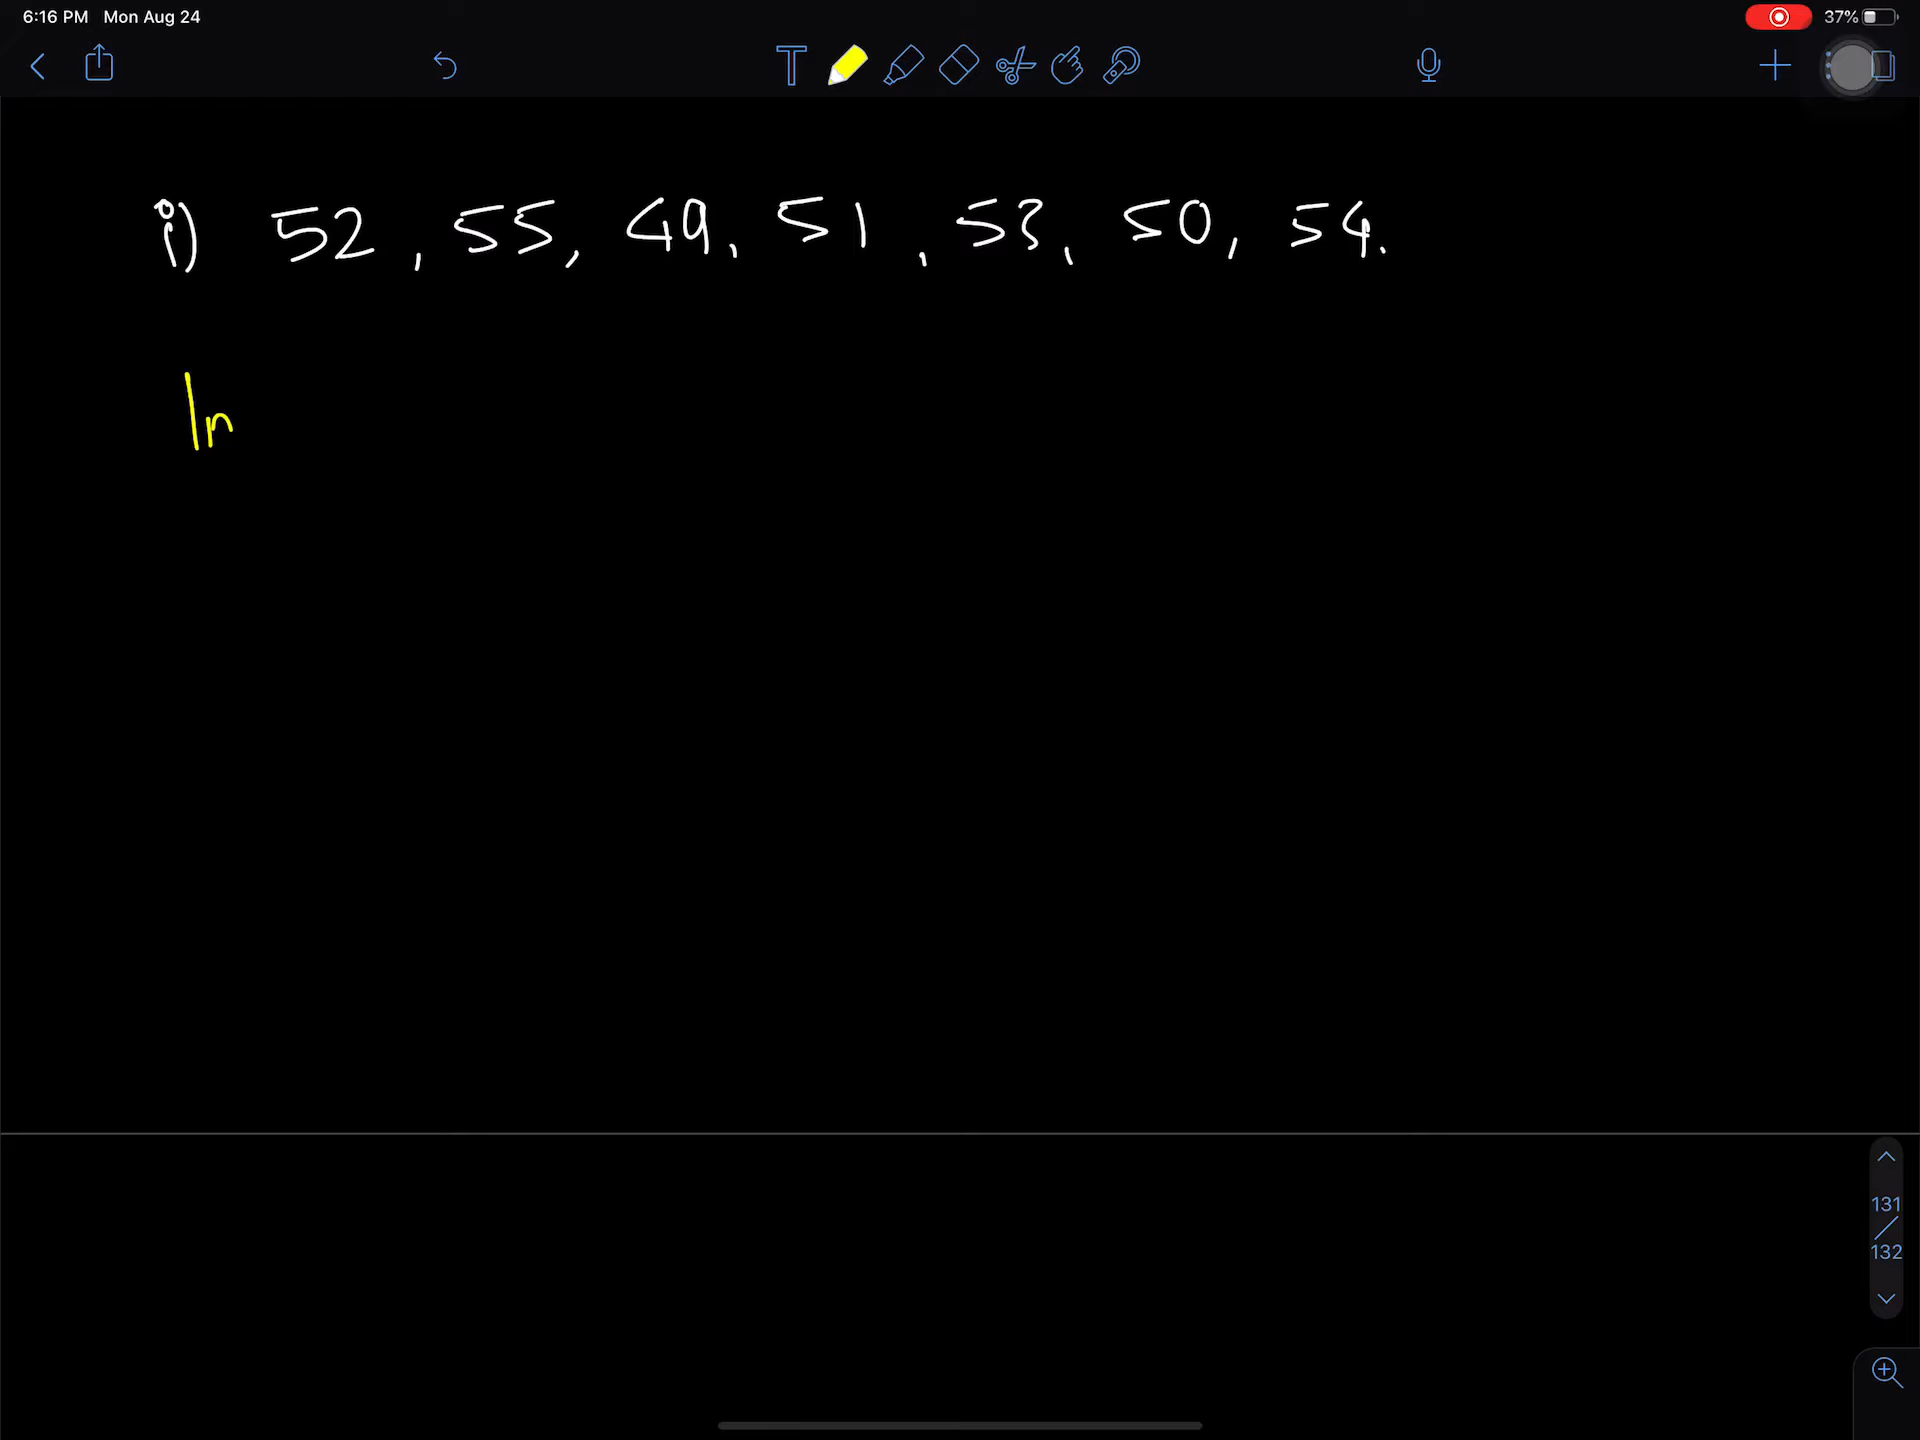 6:16 PM Mon Aug 24
37%
T
i) 52, 55, 49, 51, 53, 50, 54.
In
131
132